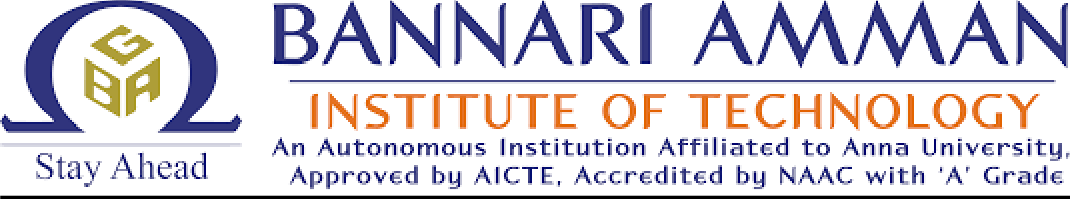 G
BA
Stay Ahead
BANNARI AMMAN
INSTITUTE OF TECHNOLOGY
An Autonomous Institution Affiliated to Anna University,
Approved by AICTE, Accredited by NAAC with 'A' Grade